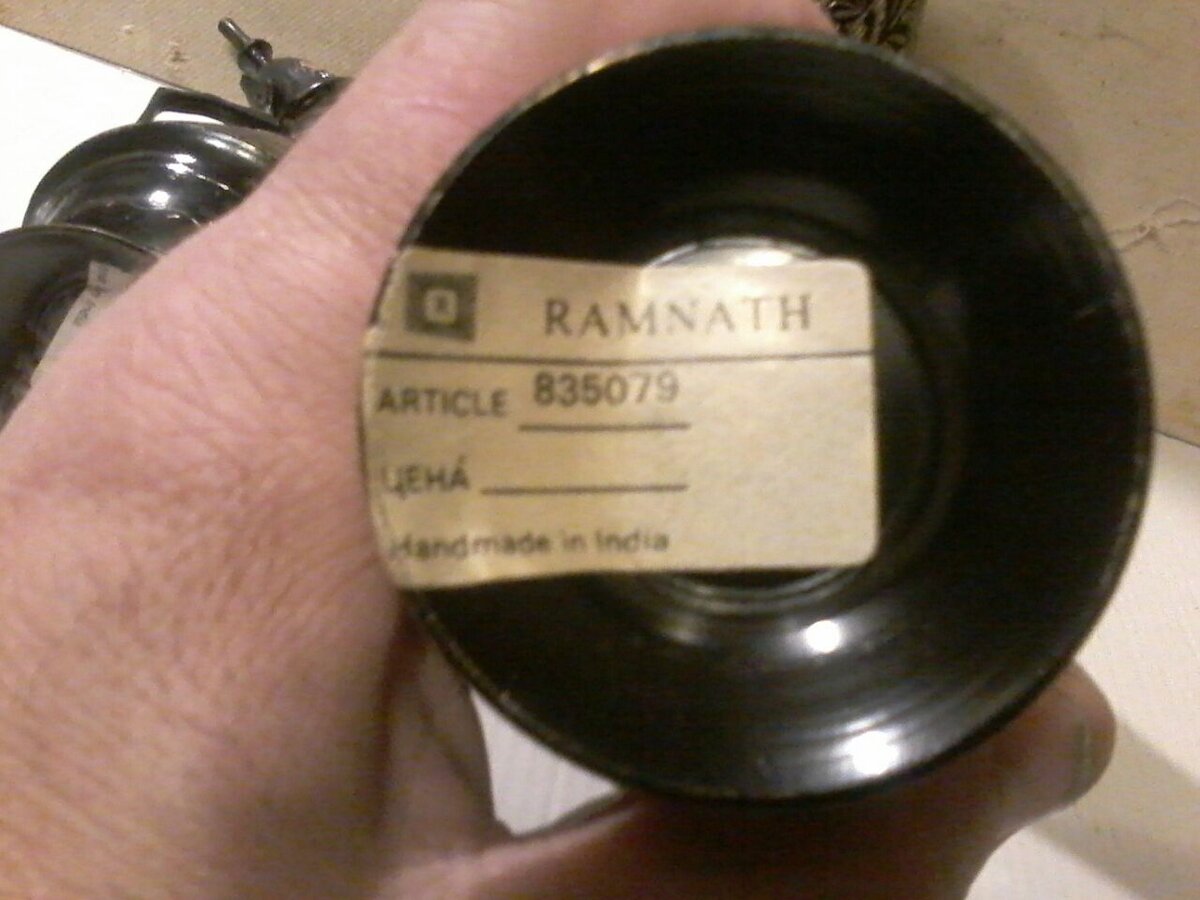 RAMNATH
ARTICLE 835079
ЦЕНА́
Handmade in India